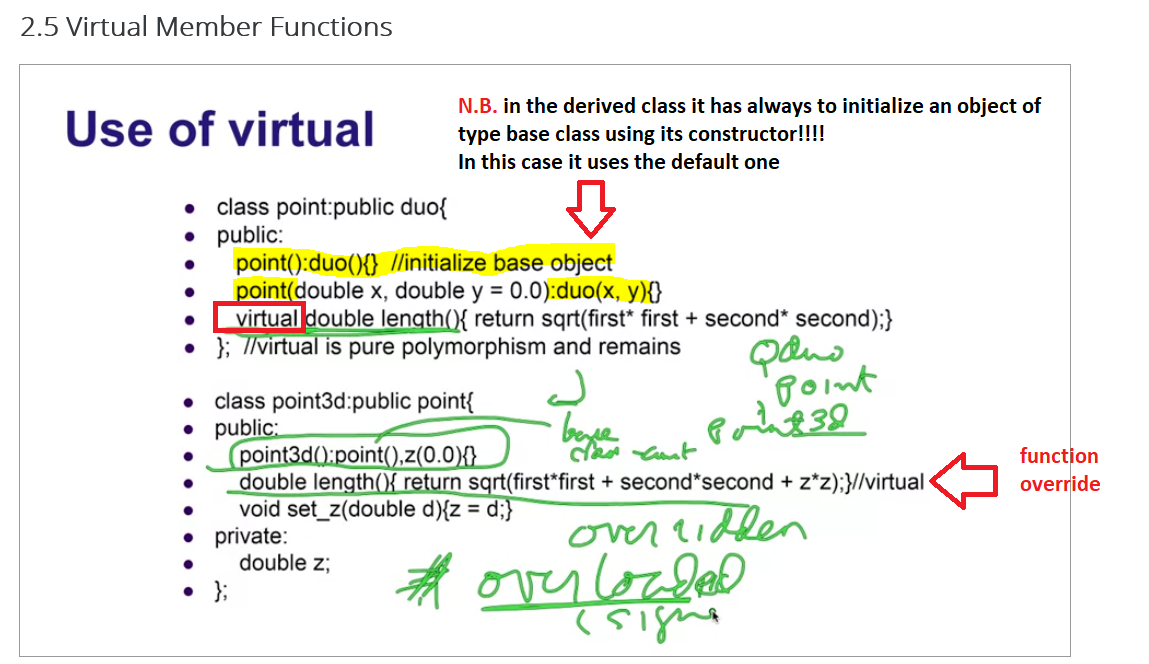 2.5 Virtual Member Functions
Use of virtual
N.B. in the derived class it has always to initialize an object of
type base class using its constructor!!!!
In this case it uses the default one
• class point:public duo{
• public:
• point():duo(){} //initialize base object
• point(double x, double y = 0.0):duo(x, y){}
• virtual double length(){ return sqrt(first* first + second* second);}
• }; //virtual is pure polymorphism and remains
duo
point
point3d
• class point3d:public point{
• public:
base
class
• point3d():point(),z(0.0){}
• double length(){ return sqrt(first*first + second*second + z*z);}//virtual
function
override
• void set_z(double d){z = d;}
• private:
• double z;
• };
overridden
# overloaded
(sign